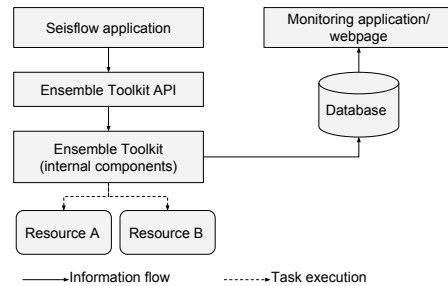 Seisflow application
Monitoring application/
webpage
Ensemble Toolkit API
Database
Ensemble Toolkit
(internal components)
Resource A
Resource B
Information flow
Task execution